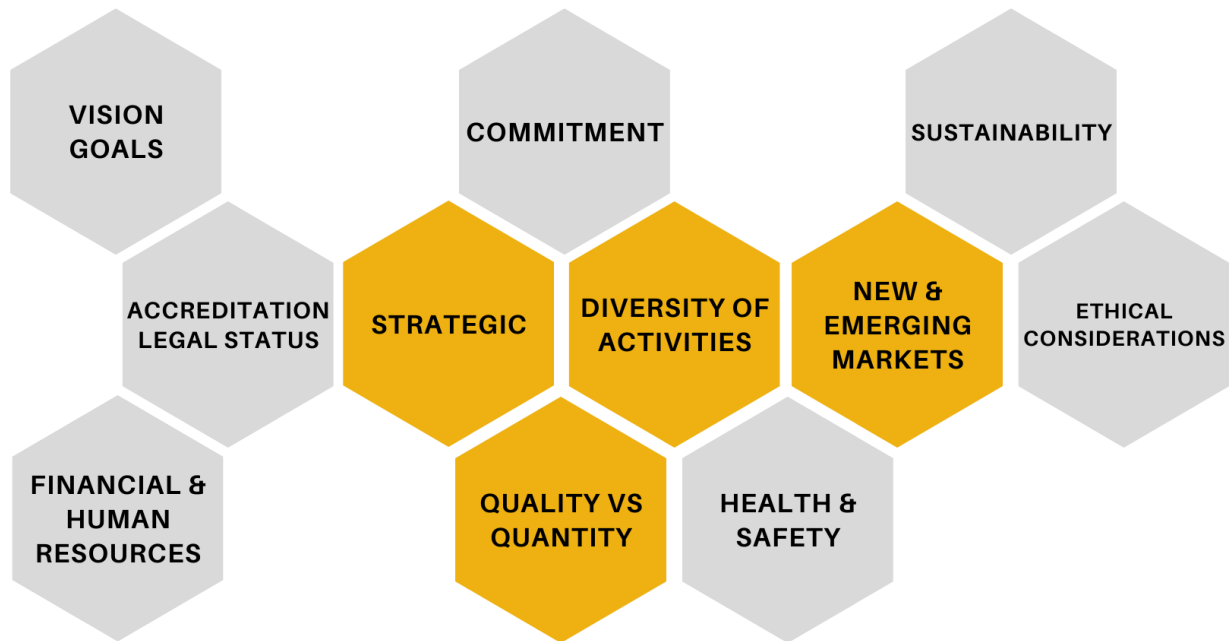 VISION
GOALS
COMMITMENT
SUSTAINABILITY
ACCREDITATION
LEGAL STATUS
STRATEGIC
DIVERSITY OF
ACTIVITIES
NEW &
EMERGING
MARKETS
ETHICAL
CONSIDERATIONS
FINANCIAL &
HUMAN
RESOURCES
QUALITY VS
QUANTITY
HEALTH &
SAFETY